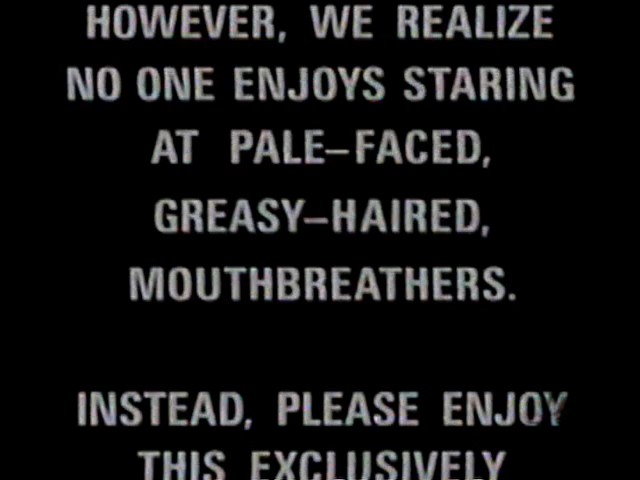 HOWEVER, WE REALIZE
NO ONE ENJOYS STARING
AT PALE–FACED,
GREASY–HAIRED,
MOUTHBREATHERS.
INSTEAD, PLEASE ENJOY
THIS EXCLUSIVELY